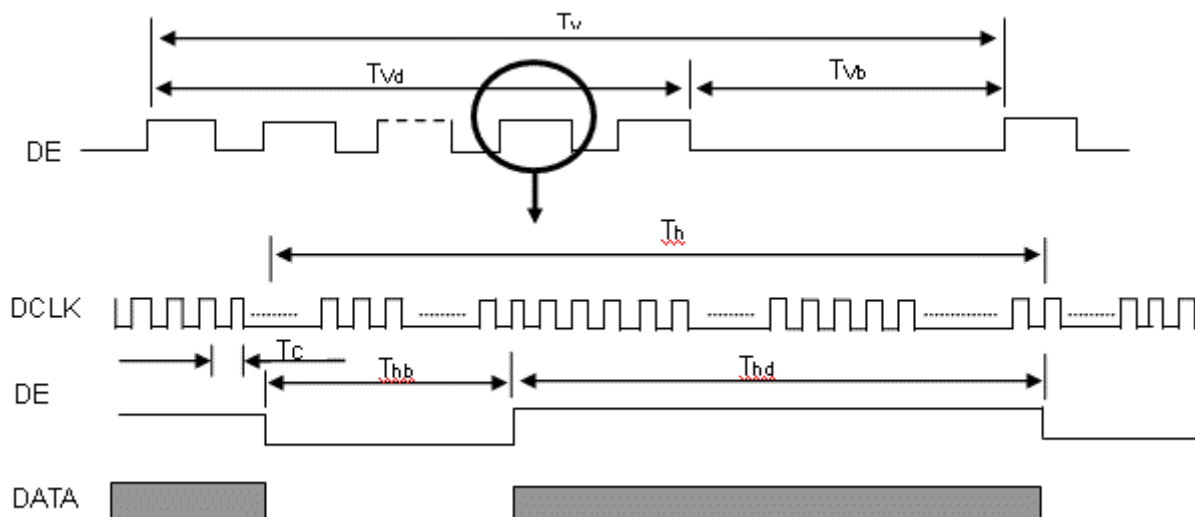 Tv
Tvd
Tvb
DE
Th
DCLK
Tc
Thb
Thd
DE
DATA